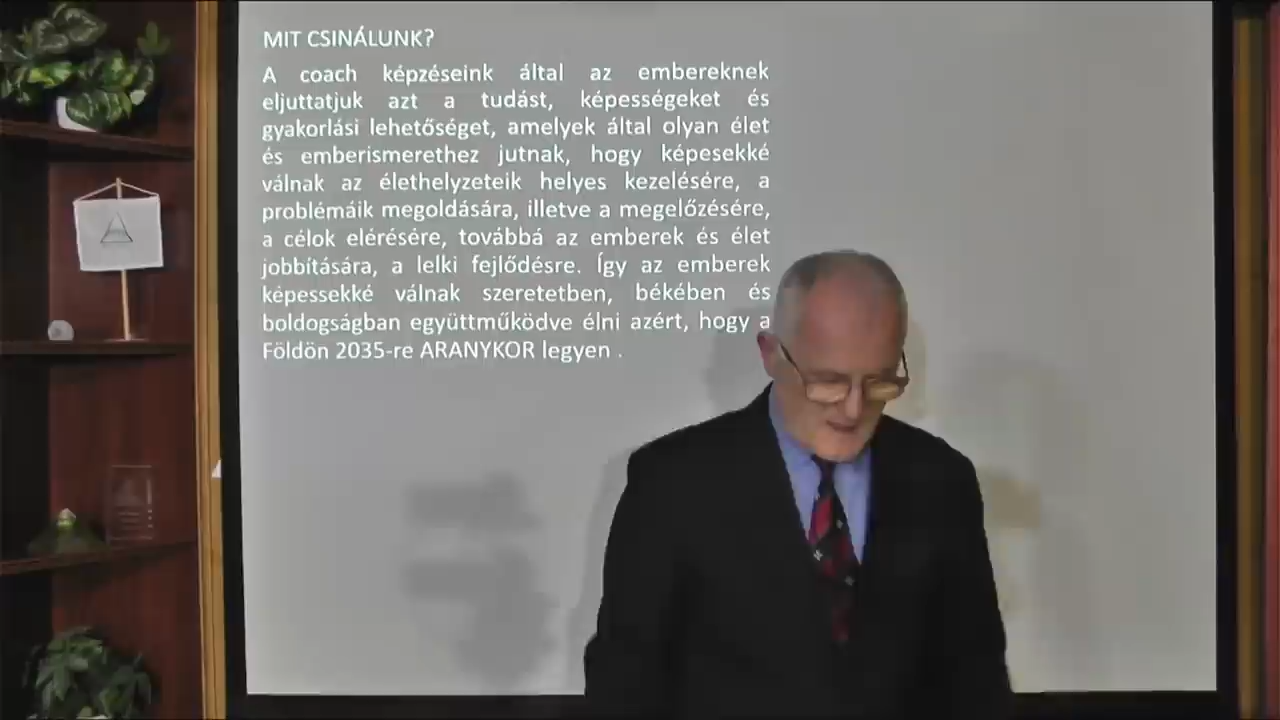 MIT CSINÁLUNK?
A coach képzéseink által az embereknek
eljuttatjuk azt a tudást, képességeket és
gyakorlási lehetőséget, amelyek által olyan élet
és emberismerethez jutnak, hogy képesekké
válnak az élethelyzeteik helyes kezelésére, a
problémáik megoldására, illetve a megelőzésére,
a célok elérésére, továbbá az emberek és élet
jobbítására, a lelki fejlődésre. Így az emberek
képessekké válnak szeretetben, békében és
boldogságban együttműködve élni azért, hogy a
Földön 2035-re ARANYKOR legyen .